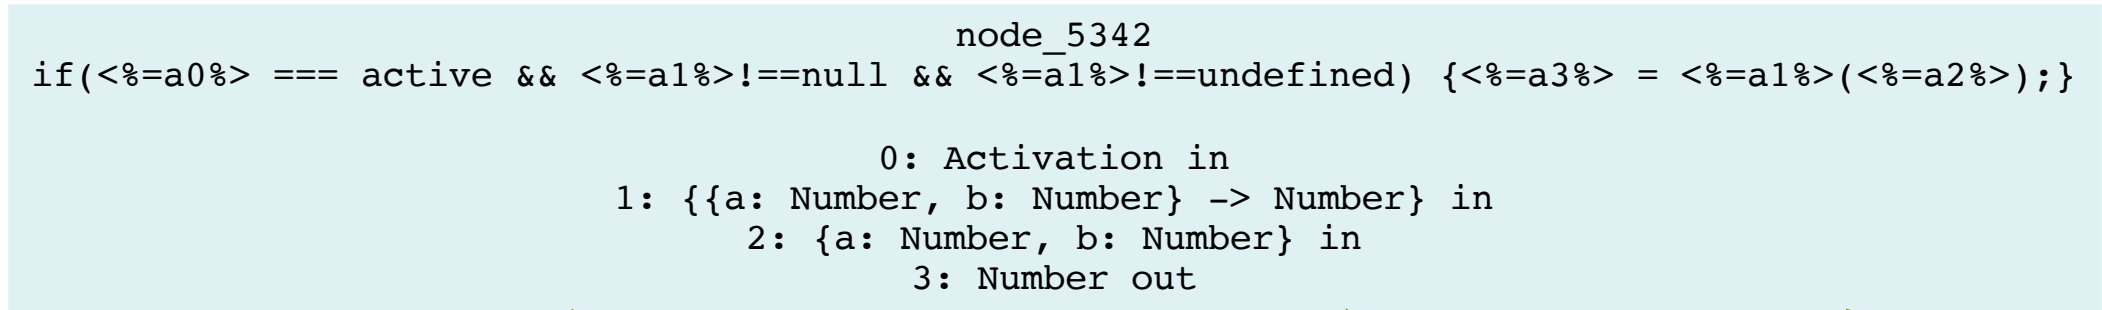 node_5342
if(<%=a0%> === active && <%=a1%>!==null && <%=a1%>!==undefined) {<%=a3%> = <%=a1%>(<%=a2%>);}
0: Activation in
1: {{a: Number, b: Number} -> Number} in
2: {a: Number, b: Number} in
3: Number out